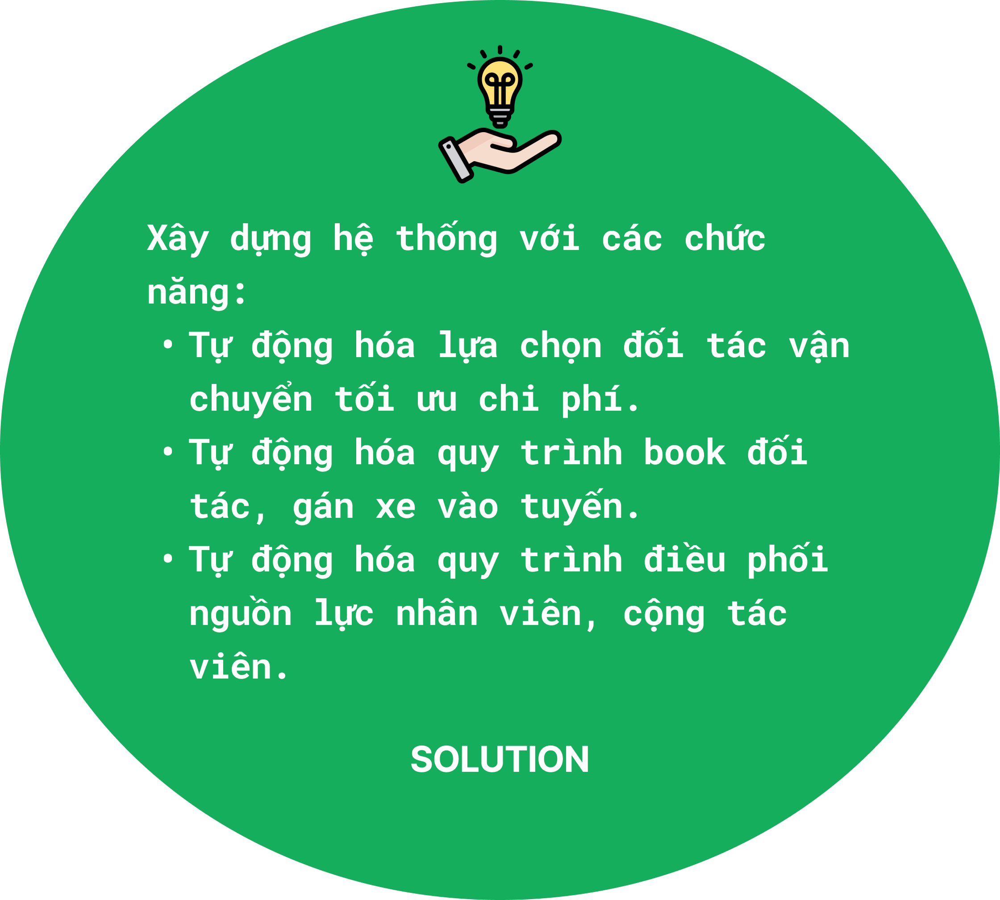 Xây dựng hệ thống với các chức
năng:
• Tự động hóa lựa chọn đối tác vận
chuyển tối ưu chi phí.
• Tự động hóa quy trình book đối
tác, gán xe vào tuyến.
• Tự động hóa quy trình điều phối
nguồn lực nhân viên, cộng tác
viên.
SOLUTION